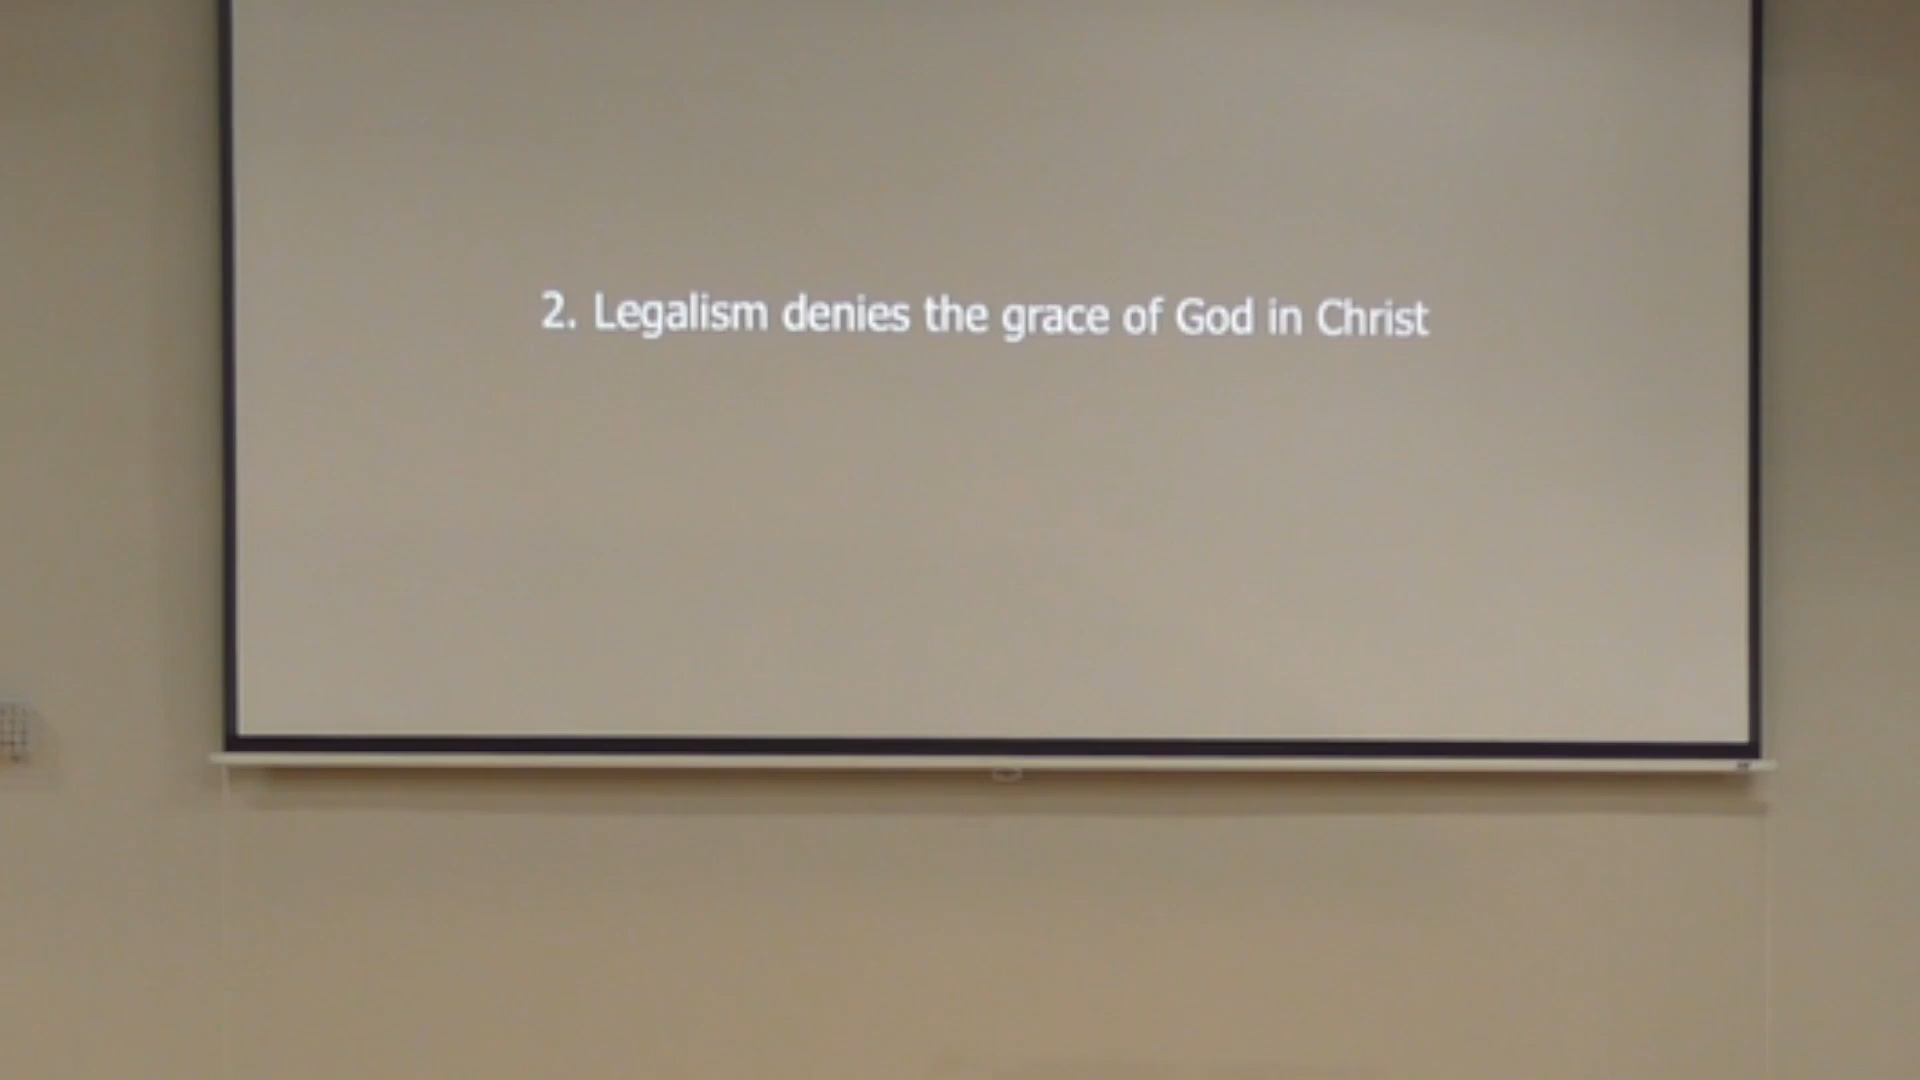 2. Legalism denies the grace of God in Christ